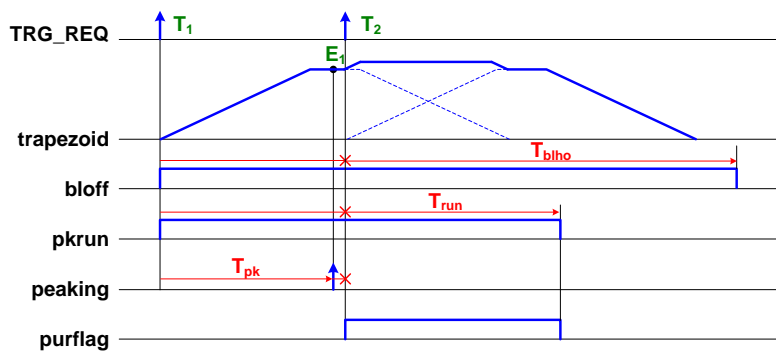 TRG_REQ T1 T2
E1
trapezoid
Tblho
bloff
Trun
pkrun
Tpk
peaking
purflag